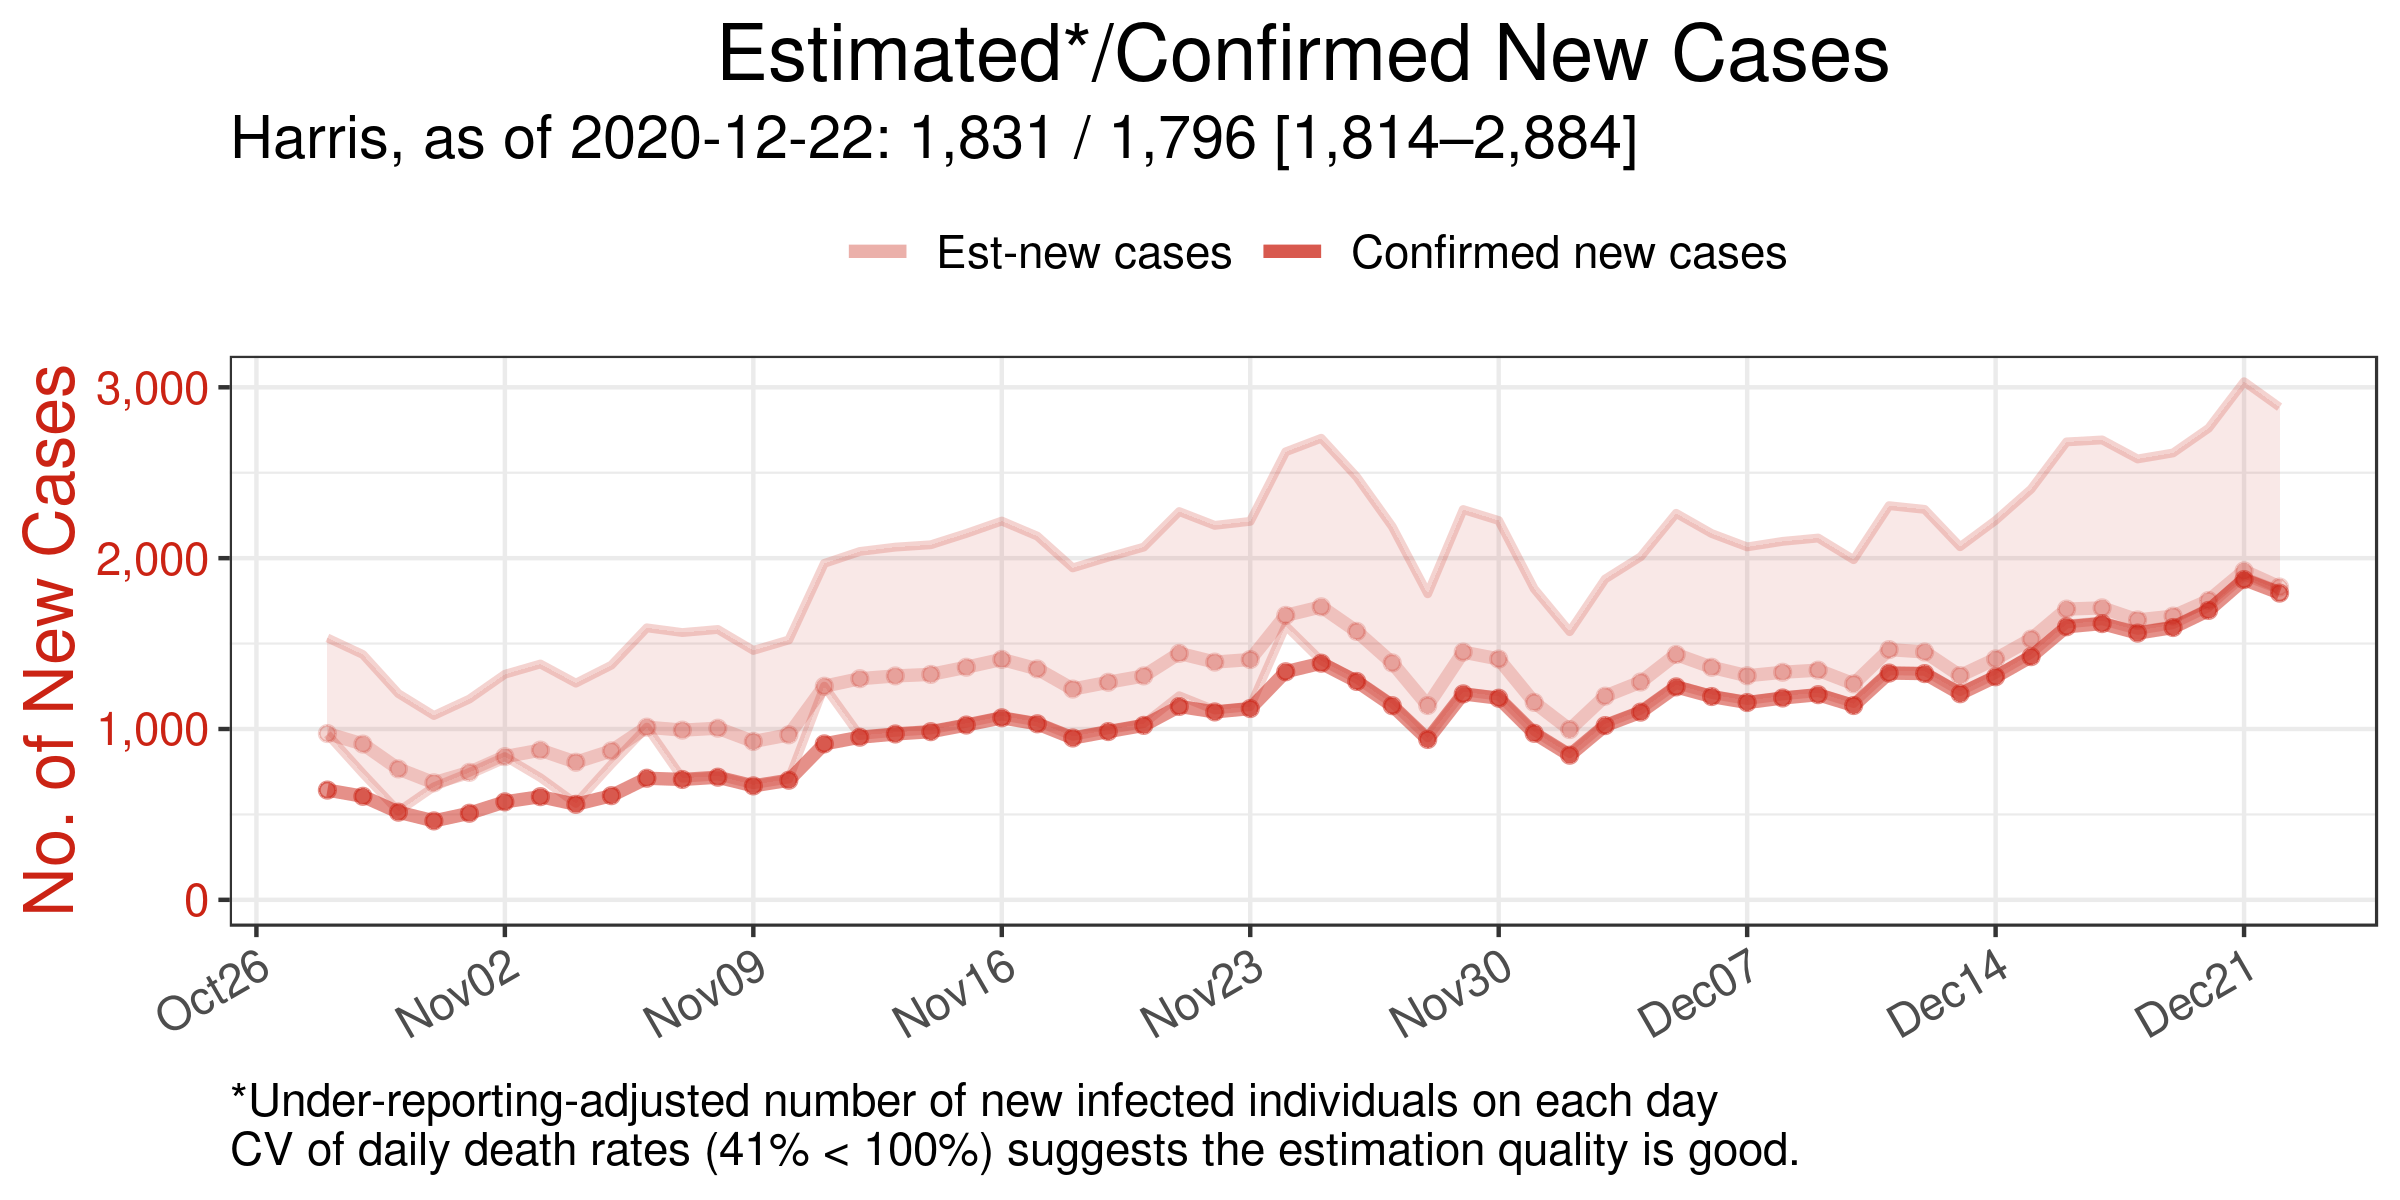 Estimated*/Confirmed New Cases
Harris, as of 2020-12-22: 1,831 / 1,796 [1,814–2,884]
Est-new cases
Confirmed new cases
No. of New Cases
3,000
2,000
1,000
0
Oct26
Nov02
Nov09
Nov16
Nov23
Nov30
Dec07
Dec14
Dec21
*Under-reporting-adjusted number of new infected individuals on each day
CV of daily death rates (41% < 100%) suggests the estimation quality is good.